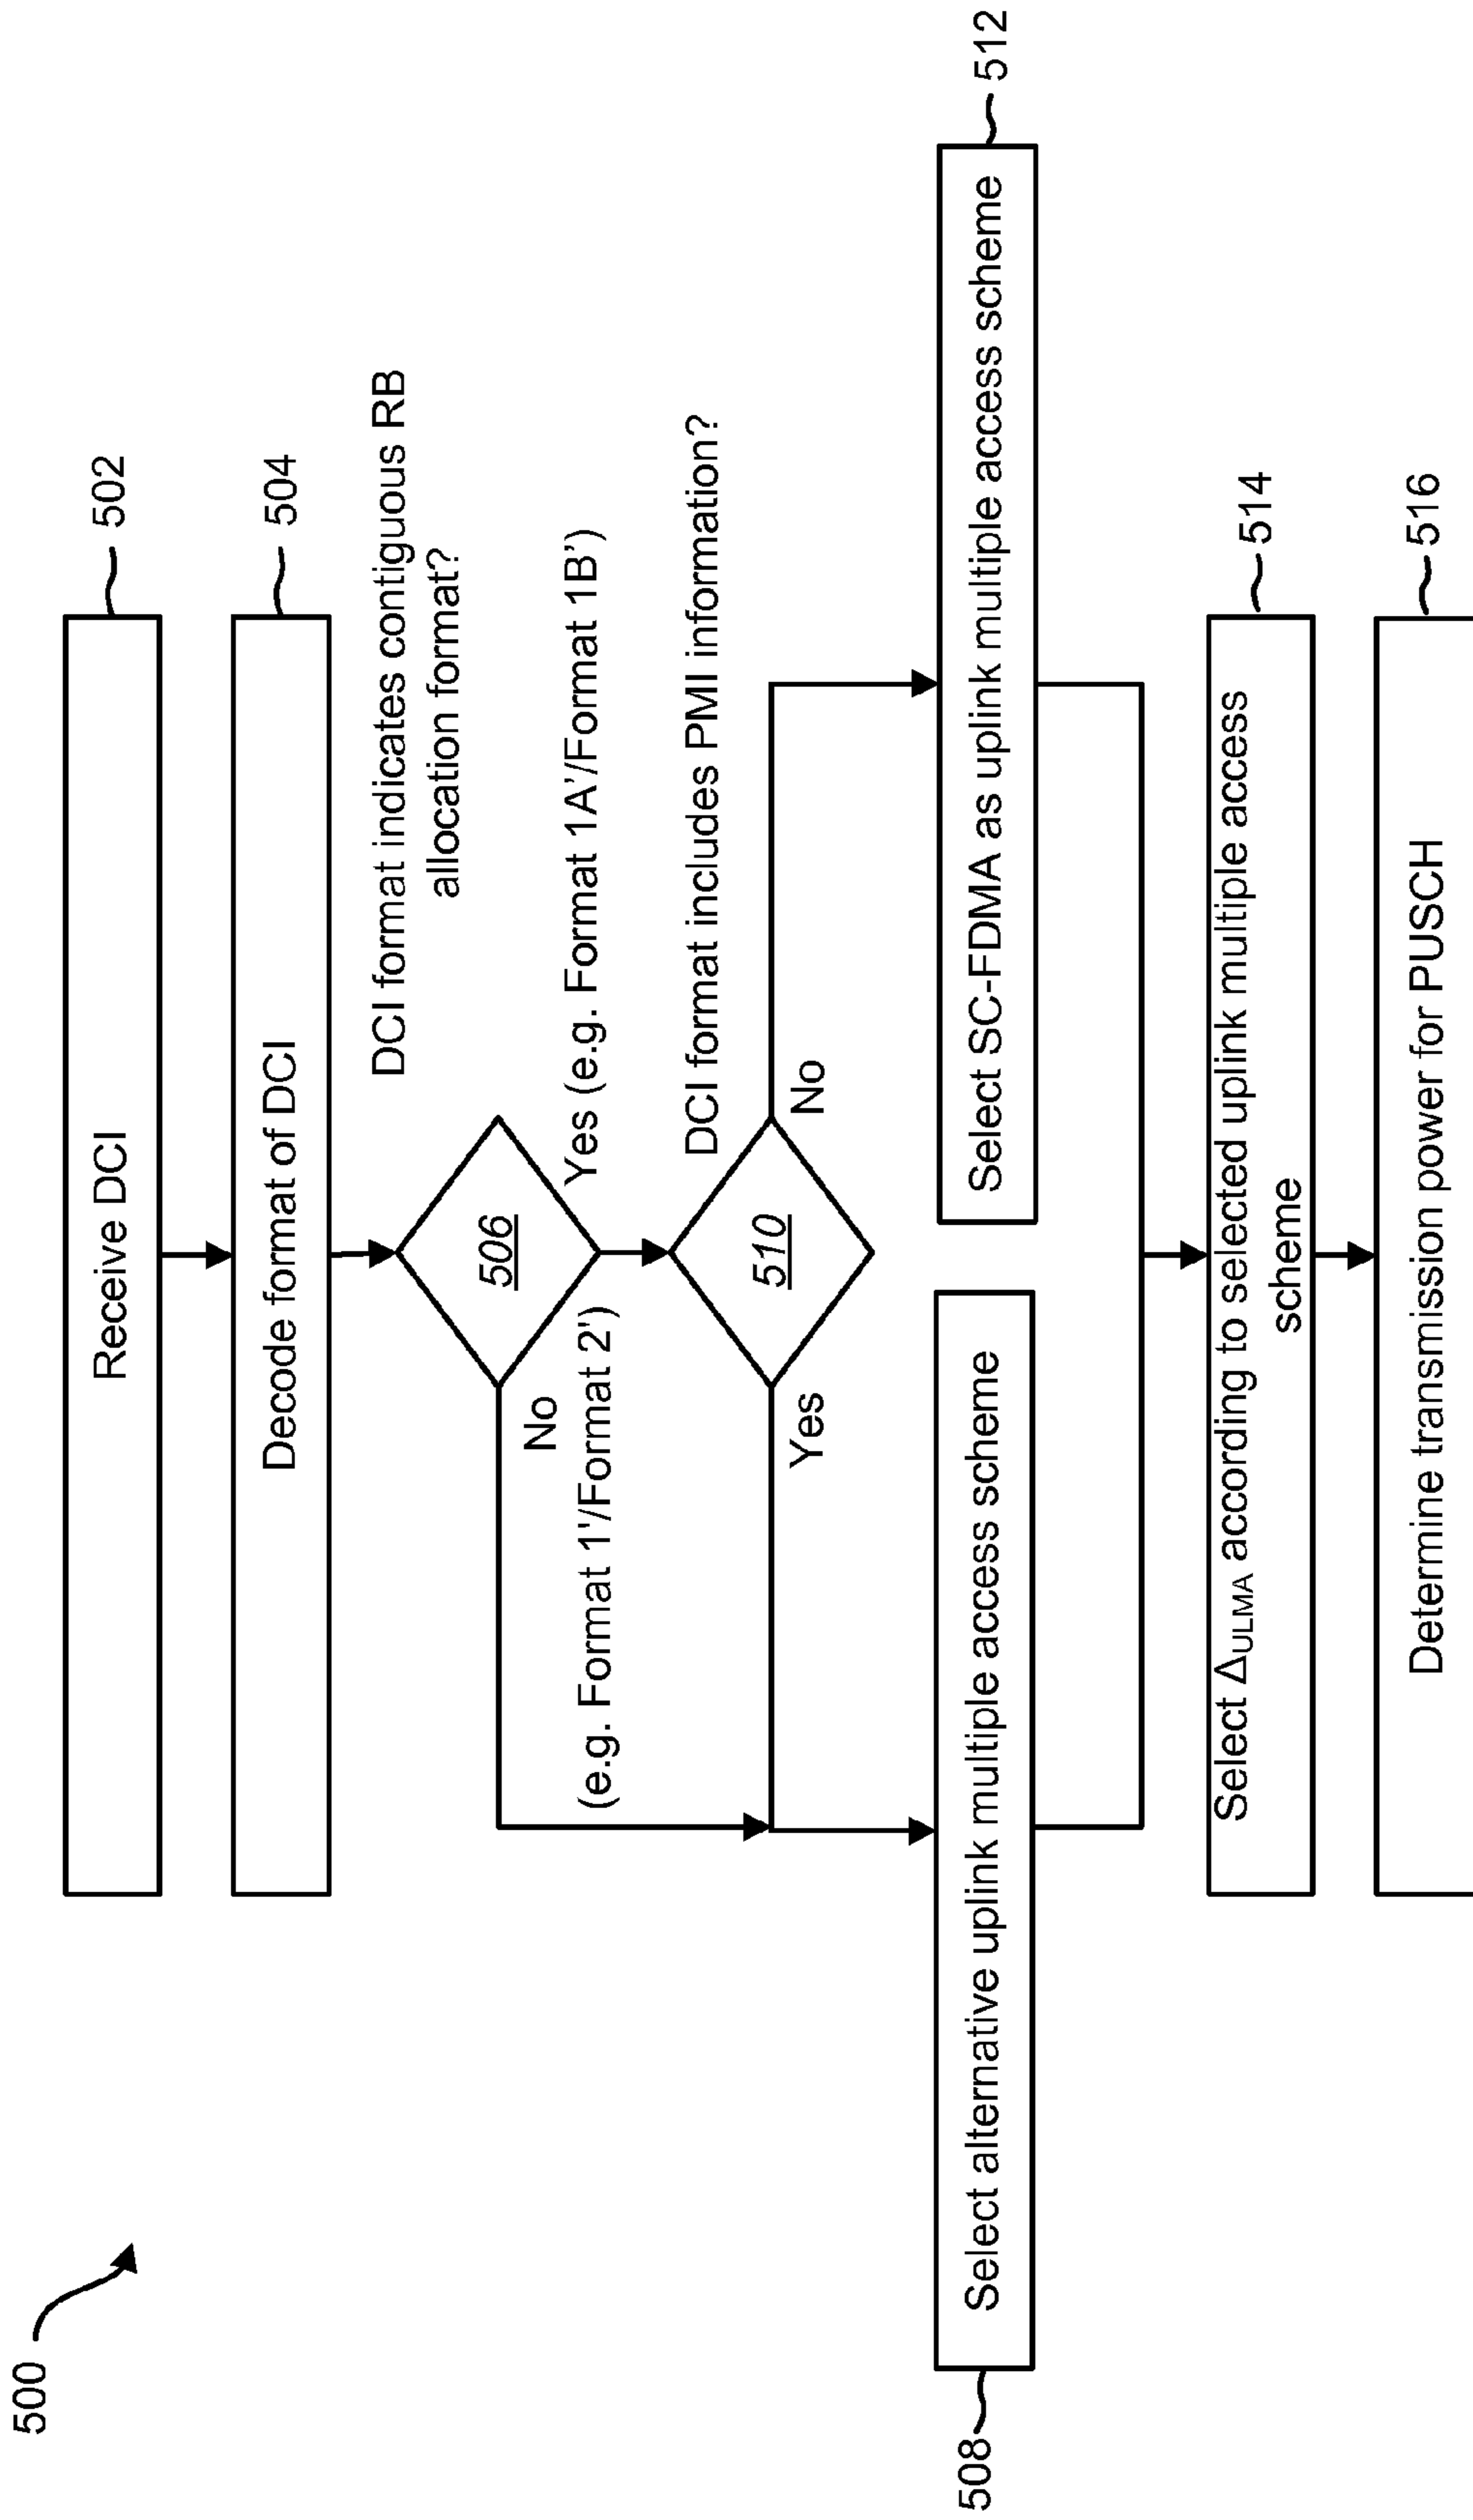 500
Receive DCI
502
Decode format of DCI
504
DCI format indicates contiguous RB
allocation format?
506
No
(e.g. Format 1'/Format 2')
Yes (e.g. Format 1A'/Format 1B')
DCI format includes PMI information?
510
Yes
No
508
Select alternative uplink multiple access scheme
Select SC-FDMA as uplink multiple access scheme
512
Select ΔULMA according to selected uplink multiple access
scheme
514
Determine transmission power for PUSCH
516